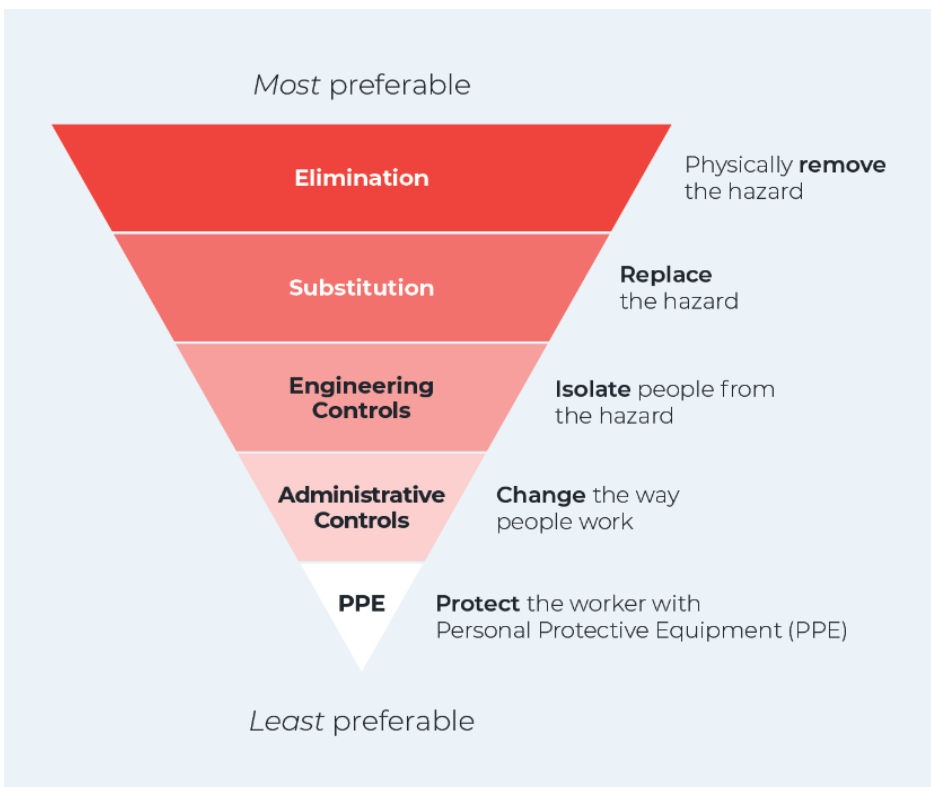 Most preferable
Elimination
Physically remove
the hazard
Substitution
Replace
the hazard
Engineering
Controls
Isolate people from
the hazard
Administrative
Controls
Change the way
people work
PPE
Protect the worker with
Personal Protective Equipment (PPE)
Least preferable